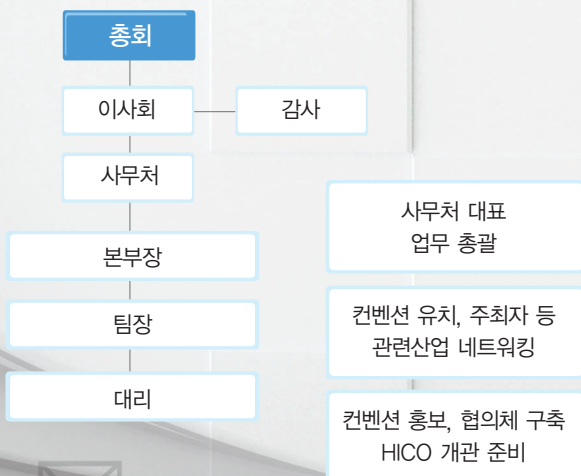 총회
이사회
감사
사무처
본부장
팀장
대리
사무처 대표
업무 총괄
컨벤션 유치, 주최자 등
관련산업 네트워킹
컨벤션 홍보, 협의체 구축
HICO 개관 준비